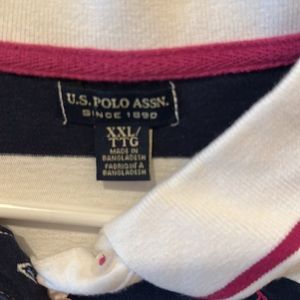 U.S. POLO ASSN.
SINCE 1890
XXL/
TTG
MADE IN
BANGLADESH
FABRIQUÉ À
BANGLADESH